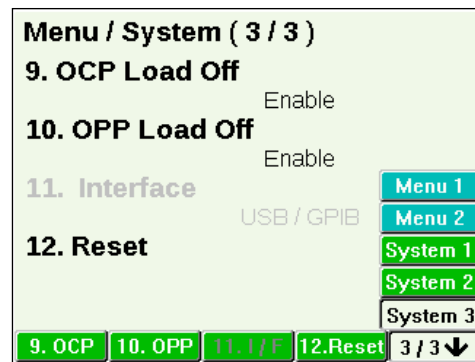 Menu / System ( 3 / 3 )
9. OCP Load Off
Enable
10. OPP Load Off
Enable
11. Interface
USB / GPIB
12. Reset
Menu 1
Menu 2
System 1
System 2
System 3
9. OCP 10. OPP 11. I / F 12.Reset 3 / 3